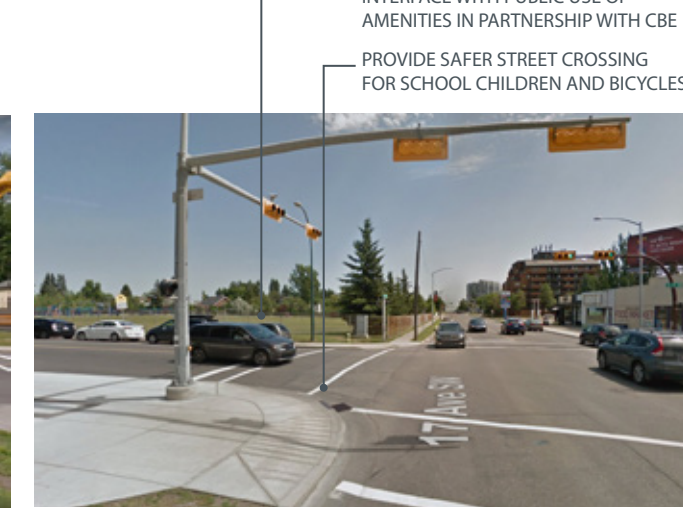 INTERFACE WITH PUBLIC USE OF
AMENITIES IN PARTNERSHIP WITH CBE
PROVIDE SAFER STREET CROSSING
FOR SCHOOL CHILDREN AND BICYCLES
17 Ave SW